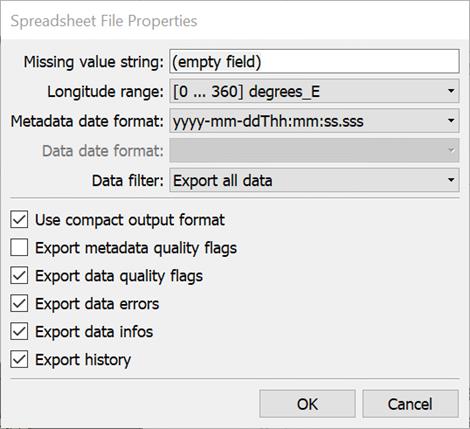 Spreadsheet File Properties
Missing value string: (empty field)
Longitude range: [0 ... 360] degrees_E
Metadata date format: yyyy-mm-ddThh:mm:ss.sss
Data date format:
Data filter: Export all data
Use compact output format
Export metadata quality flags
Export data quality flags
Export data errors
Export data infos
Export history
OK Cancel